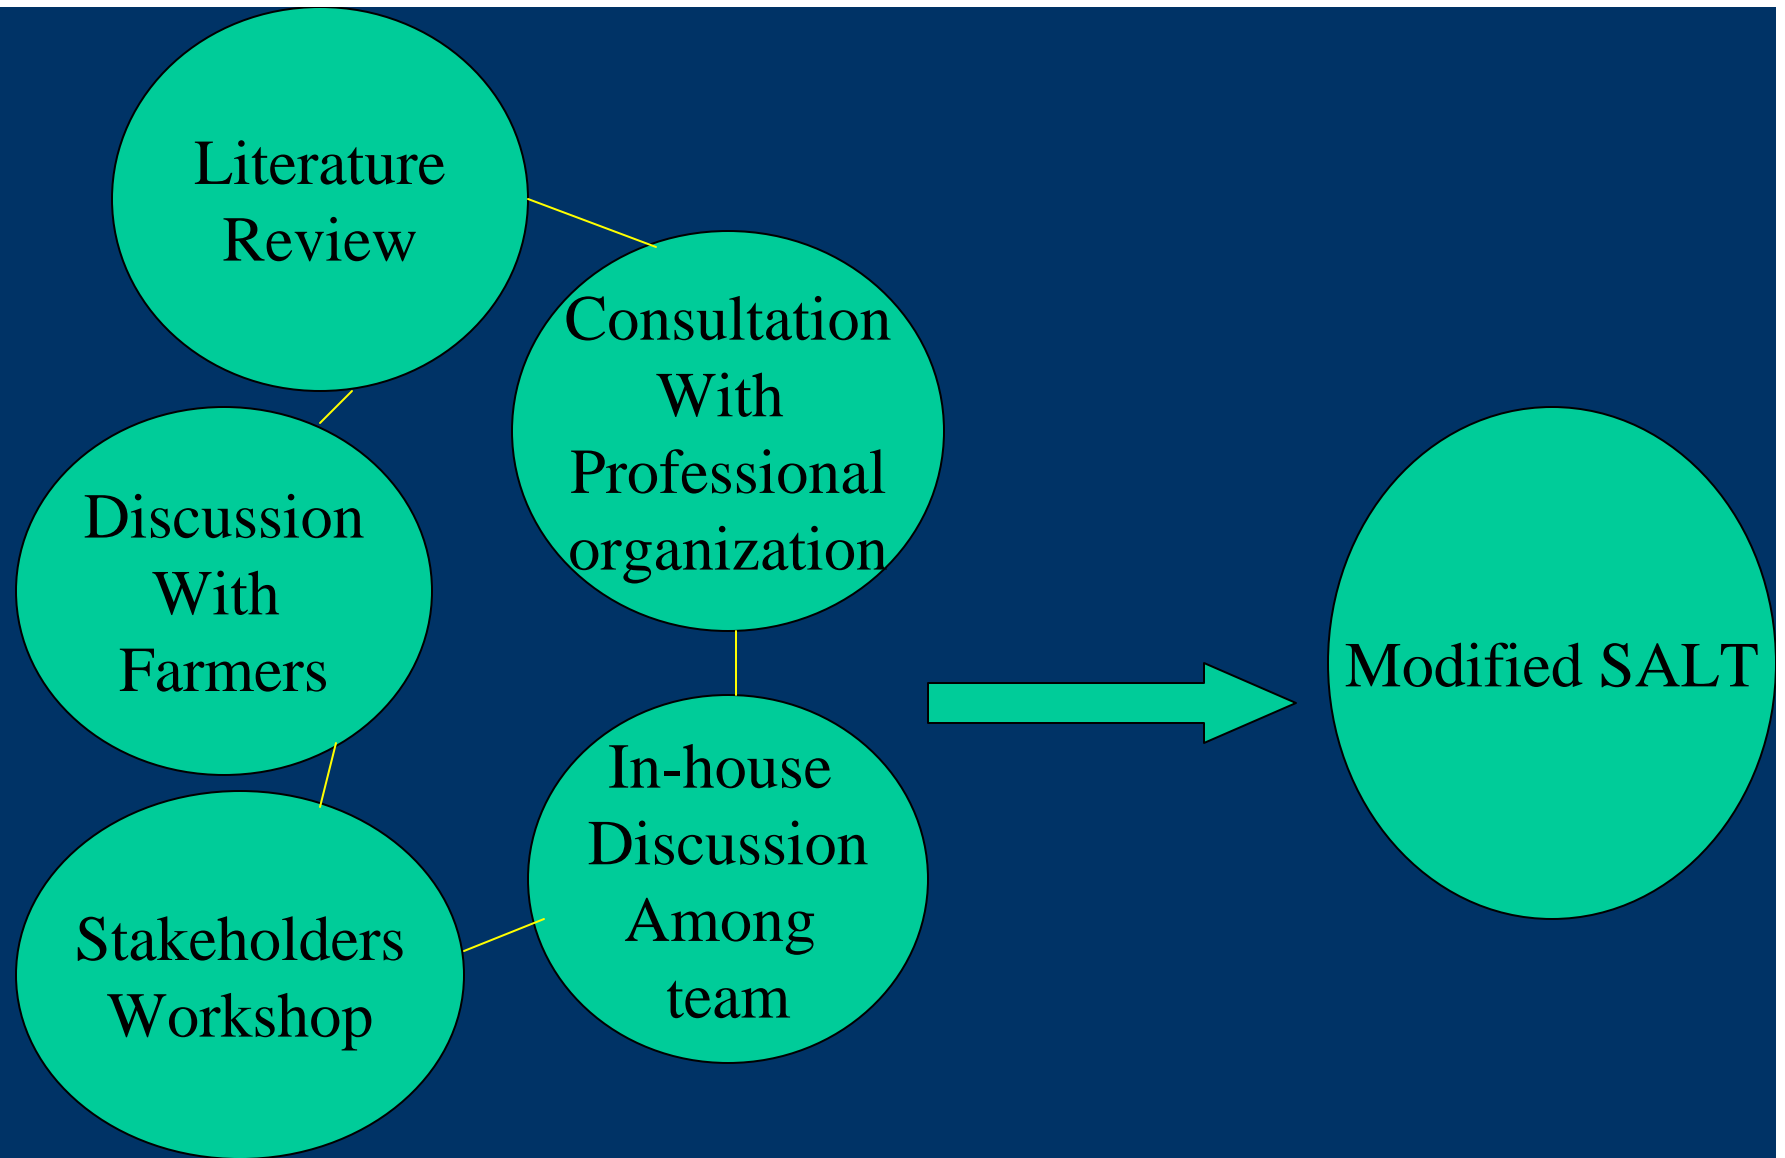 Literature
Review
Consultation
With
Professional
organization
Discussion
With
Farmers
In-house
Discussion
Among
team
Stakeholders
Workshop
Modified SALT